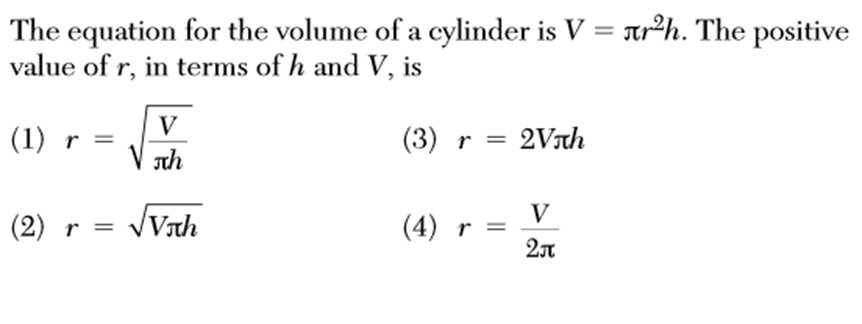 The equation for the volume of a cylinder is V = πr²h. The positive
value of r, in terms of h and V, is
(1) r = √(V/πh)
(3) r = 2Vπh
(2) r = √(Vπh)
(4) r = V/2π